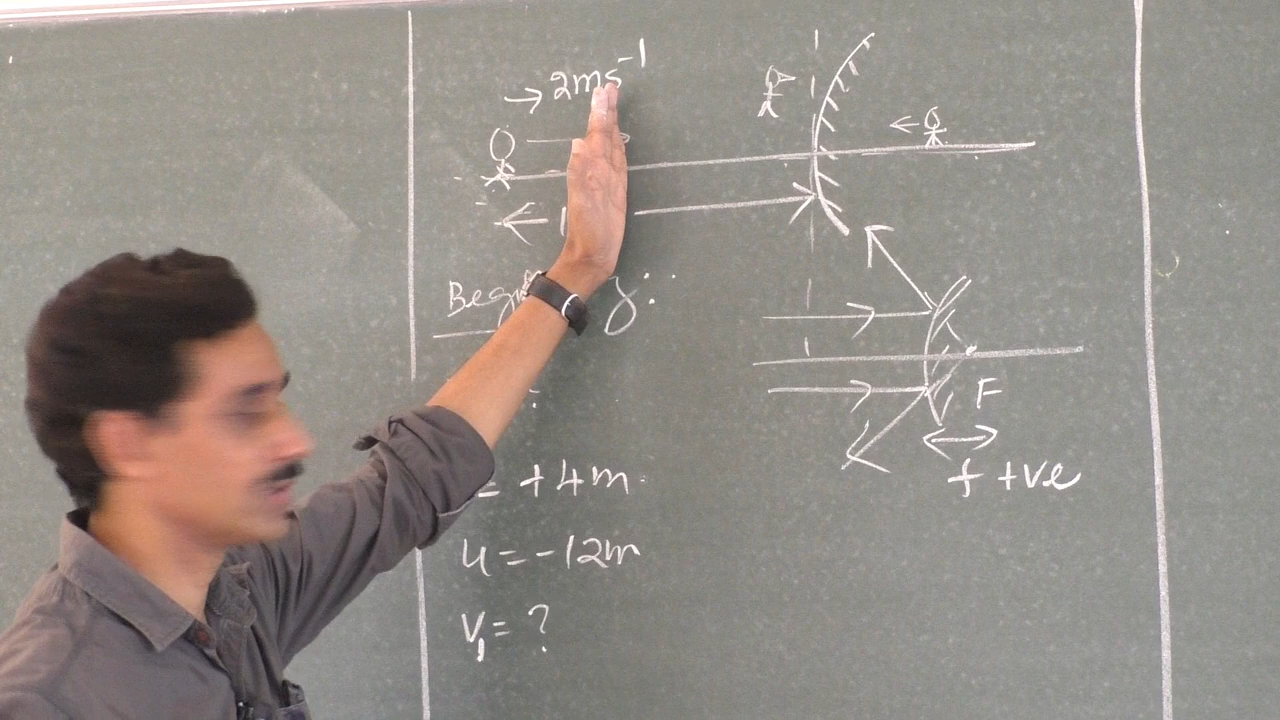 2ms⁻¹
= +4m.
u = -12m
v₁ = ?
F
f +ve